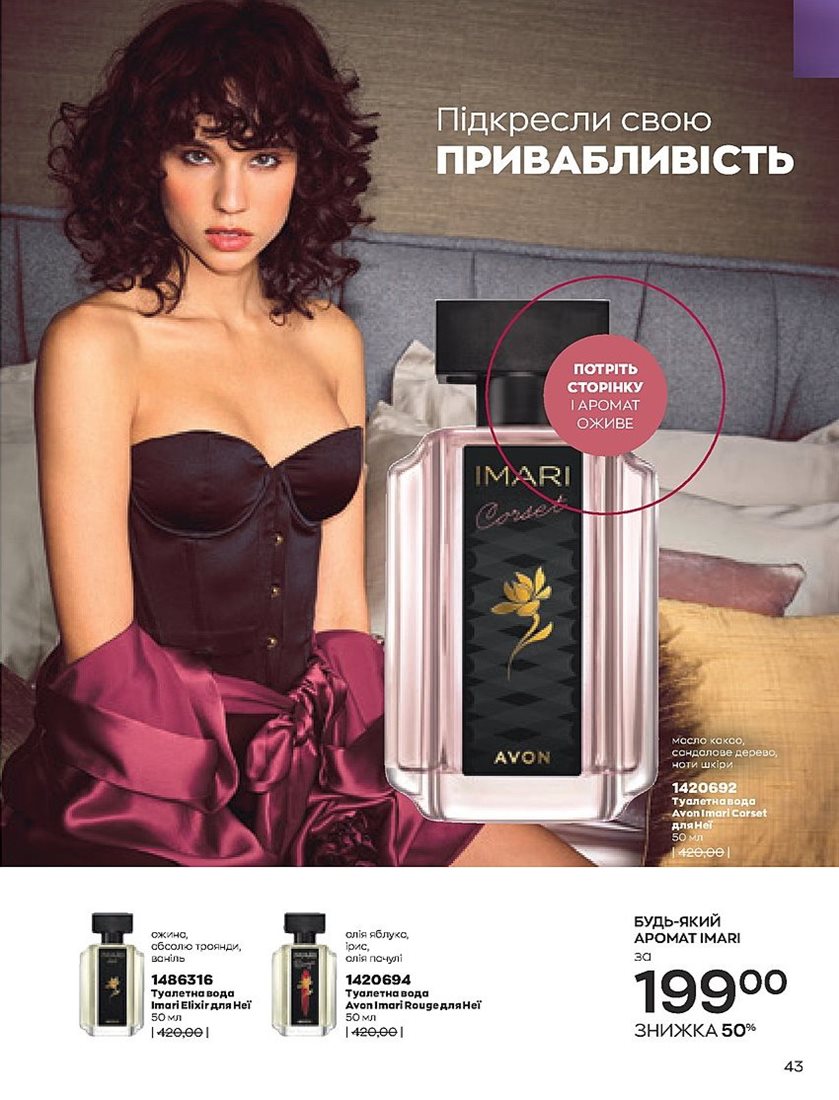 Підкресли свою
ПРИВАБЛИВІСТЬ
ПОТРІТЬ
СТОРІНКУ
І АРОМАТ
ОЖИВЕ
IMARI
Corset
AVON
масло какао,
сандалове дерево,
ноти шкіри
1420692
Туалетна вода
Avon Imari Corset
для Неї
50 мл
| 420,00 |
ожина,
абсолю троянди,
ваніль
1486316
Туалетна вода
Imari Elixir для Неї
50 мл
| 420,00 |
олія яблука,
ірис,
олія пачулі
1420694
Туалетна вода
Avon Imari Rouge для Неї
50 мл
| 420,00 |
БУДЬ-ЯКИЙ
АРОМАТ IMARI
за
199⁰⁰
ЗНИЖКА 50%
43